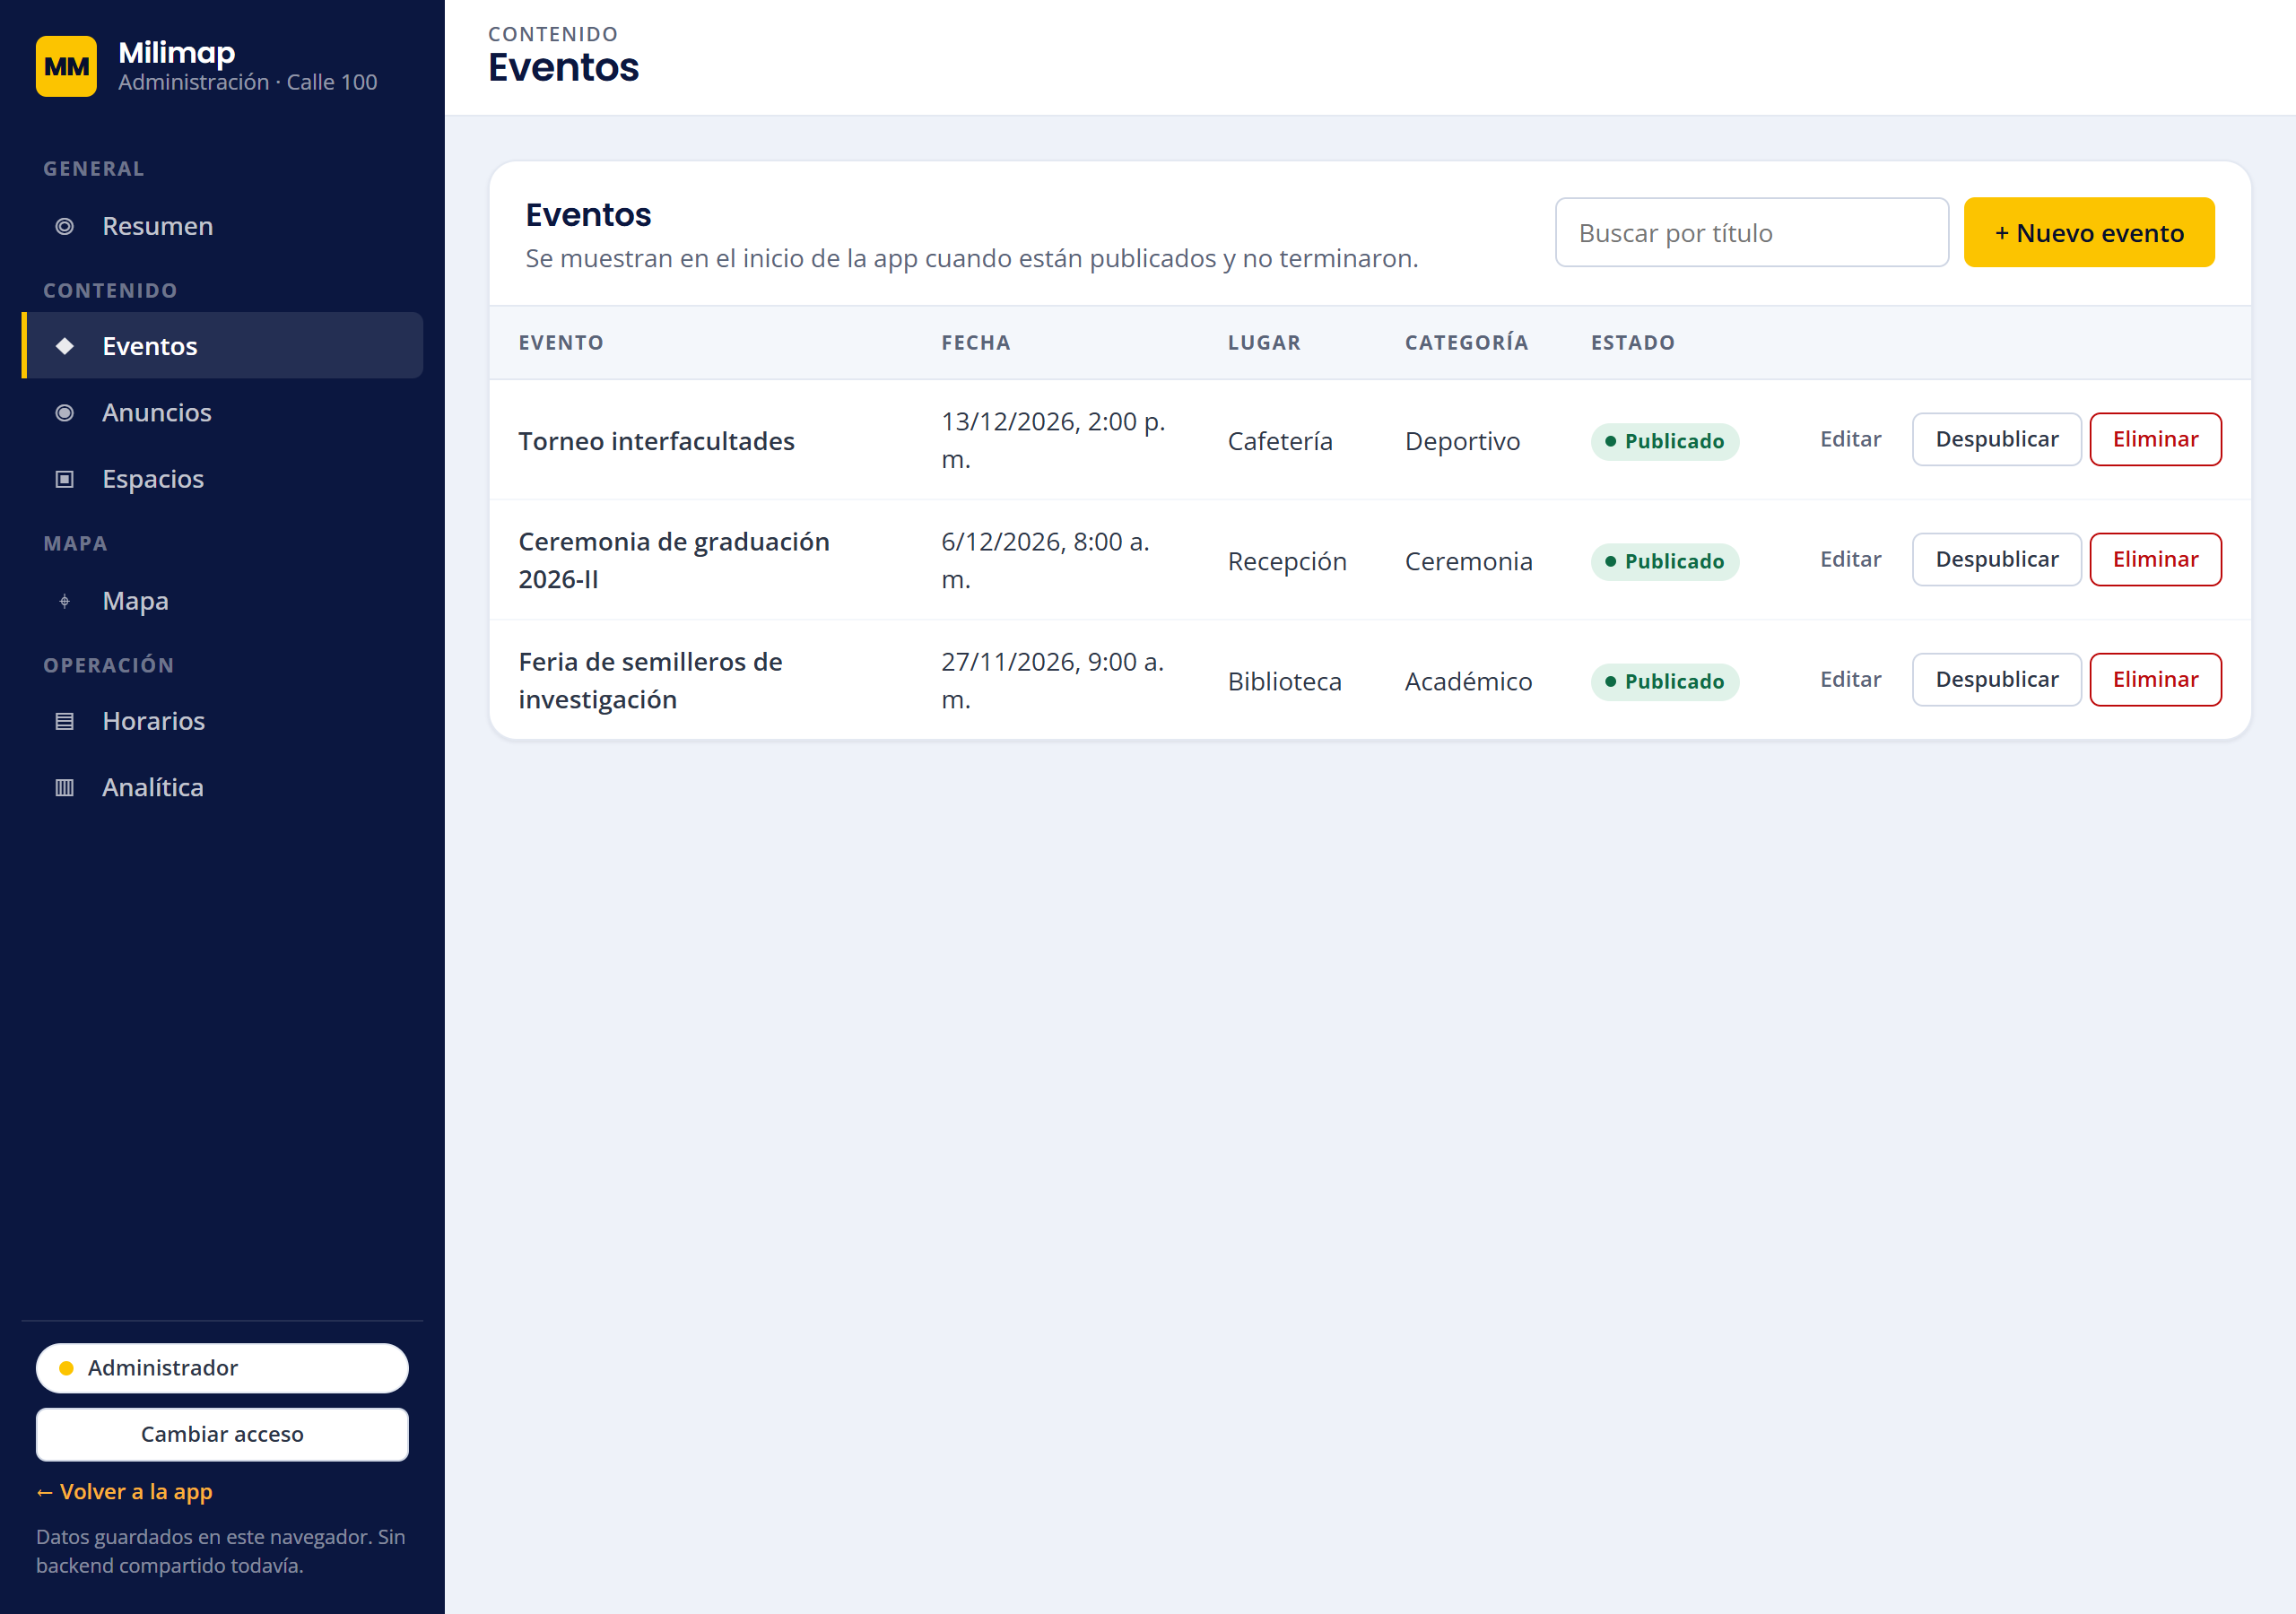 MM
Milimap
Administración · Calle 100
GENERAL
Resumen
CONTENIDO
Eventos
Anuncios
Espacios
MAPA
Mapa
OPERACIÓN
Horarios
Analítica
Administrador
Cambiar acceso
← Volver a la app
Datos guardados en este navegador. Sin
backend compartido todavía.
CONTENIDO
Eventos
Eventos
Se muestran en el inicio de la app cuando están publicados y no terminaron.
Buscar por título
+ Nuevo evento
EVENTO FECHA LUGAR CATEGORÍA ESTADO
Torneo interfacultades 13/12/2026, 2:00 p. m. Cafetería Deportivo Publicado Editar Despublicar Eliminar
Ceremonia de graduación 2026-II 6/12/2026, 8:00 a. m. Recepción Ceremonia Publicado Editar Despublicar Eliminar
Feria de semilleros de investigación 27/11/2026, 9:00 a. m. Biblioteca Académico Publicado Editar Despublicar Eliminar